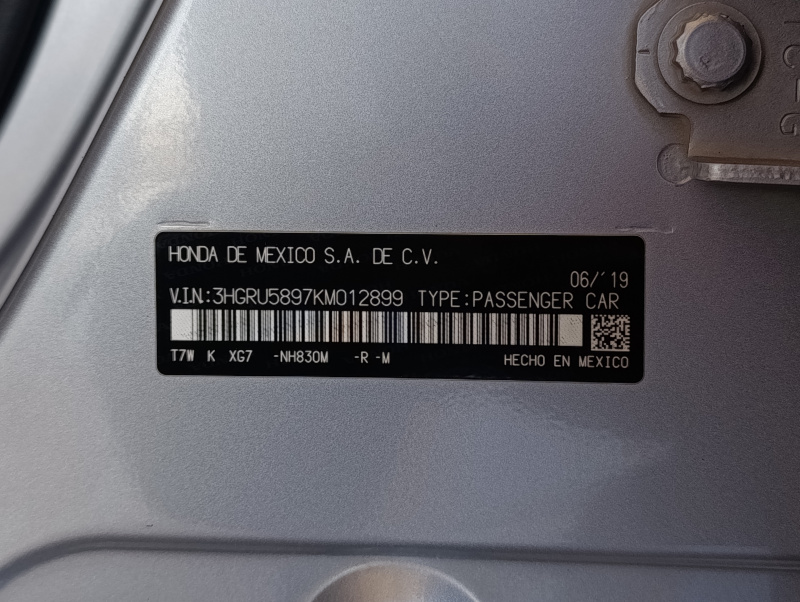 HONDA DE MEXICO S.A. DE C.V.
06/´19
V.I.N.:3HGRU5897KM012899 TYPE:PASSENGER CAR
T7W K XG7 -NH830M -R -M
HECHO EN MEXICO